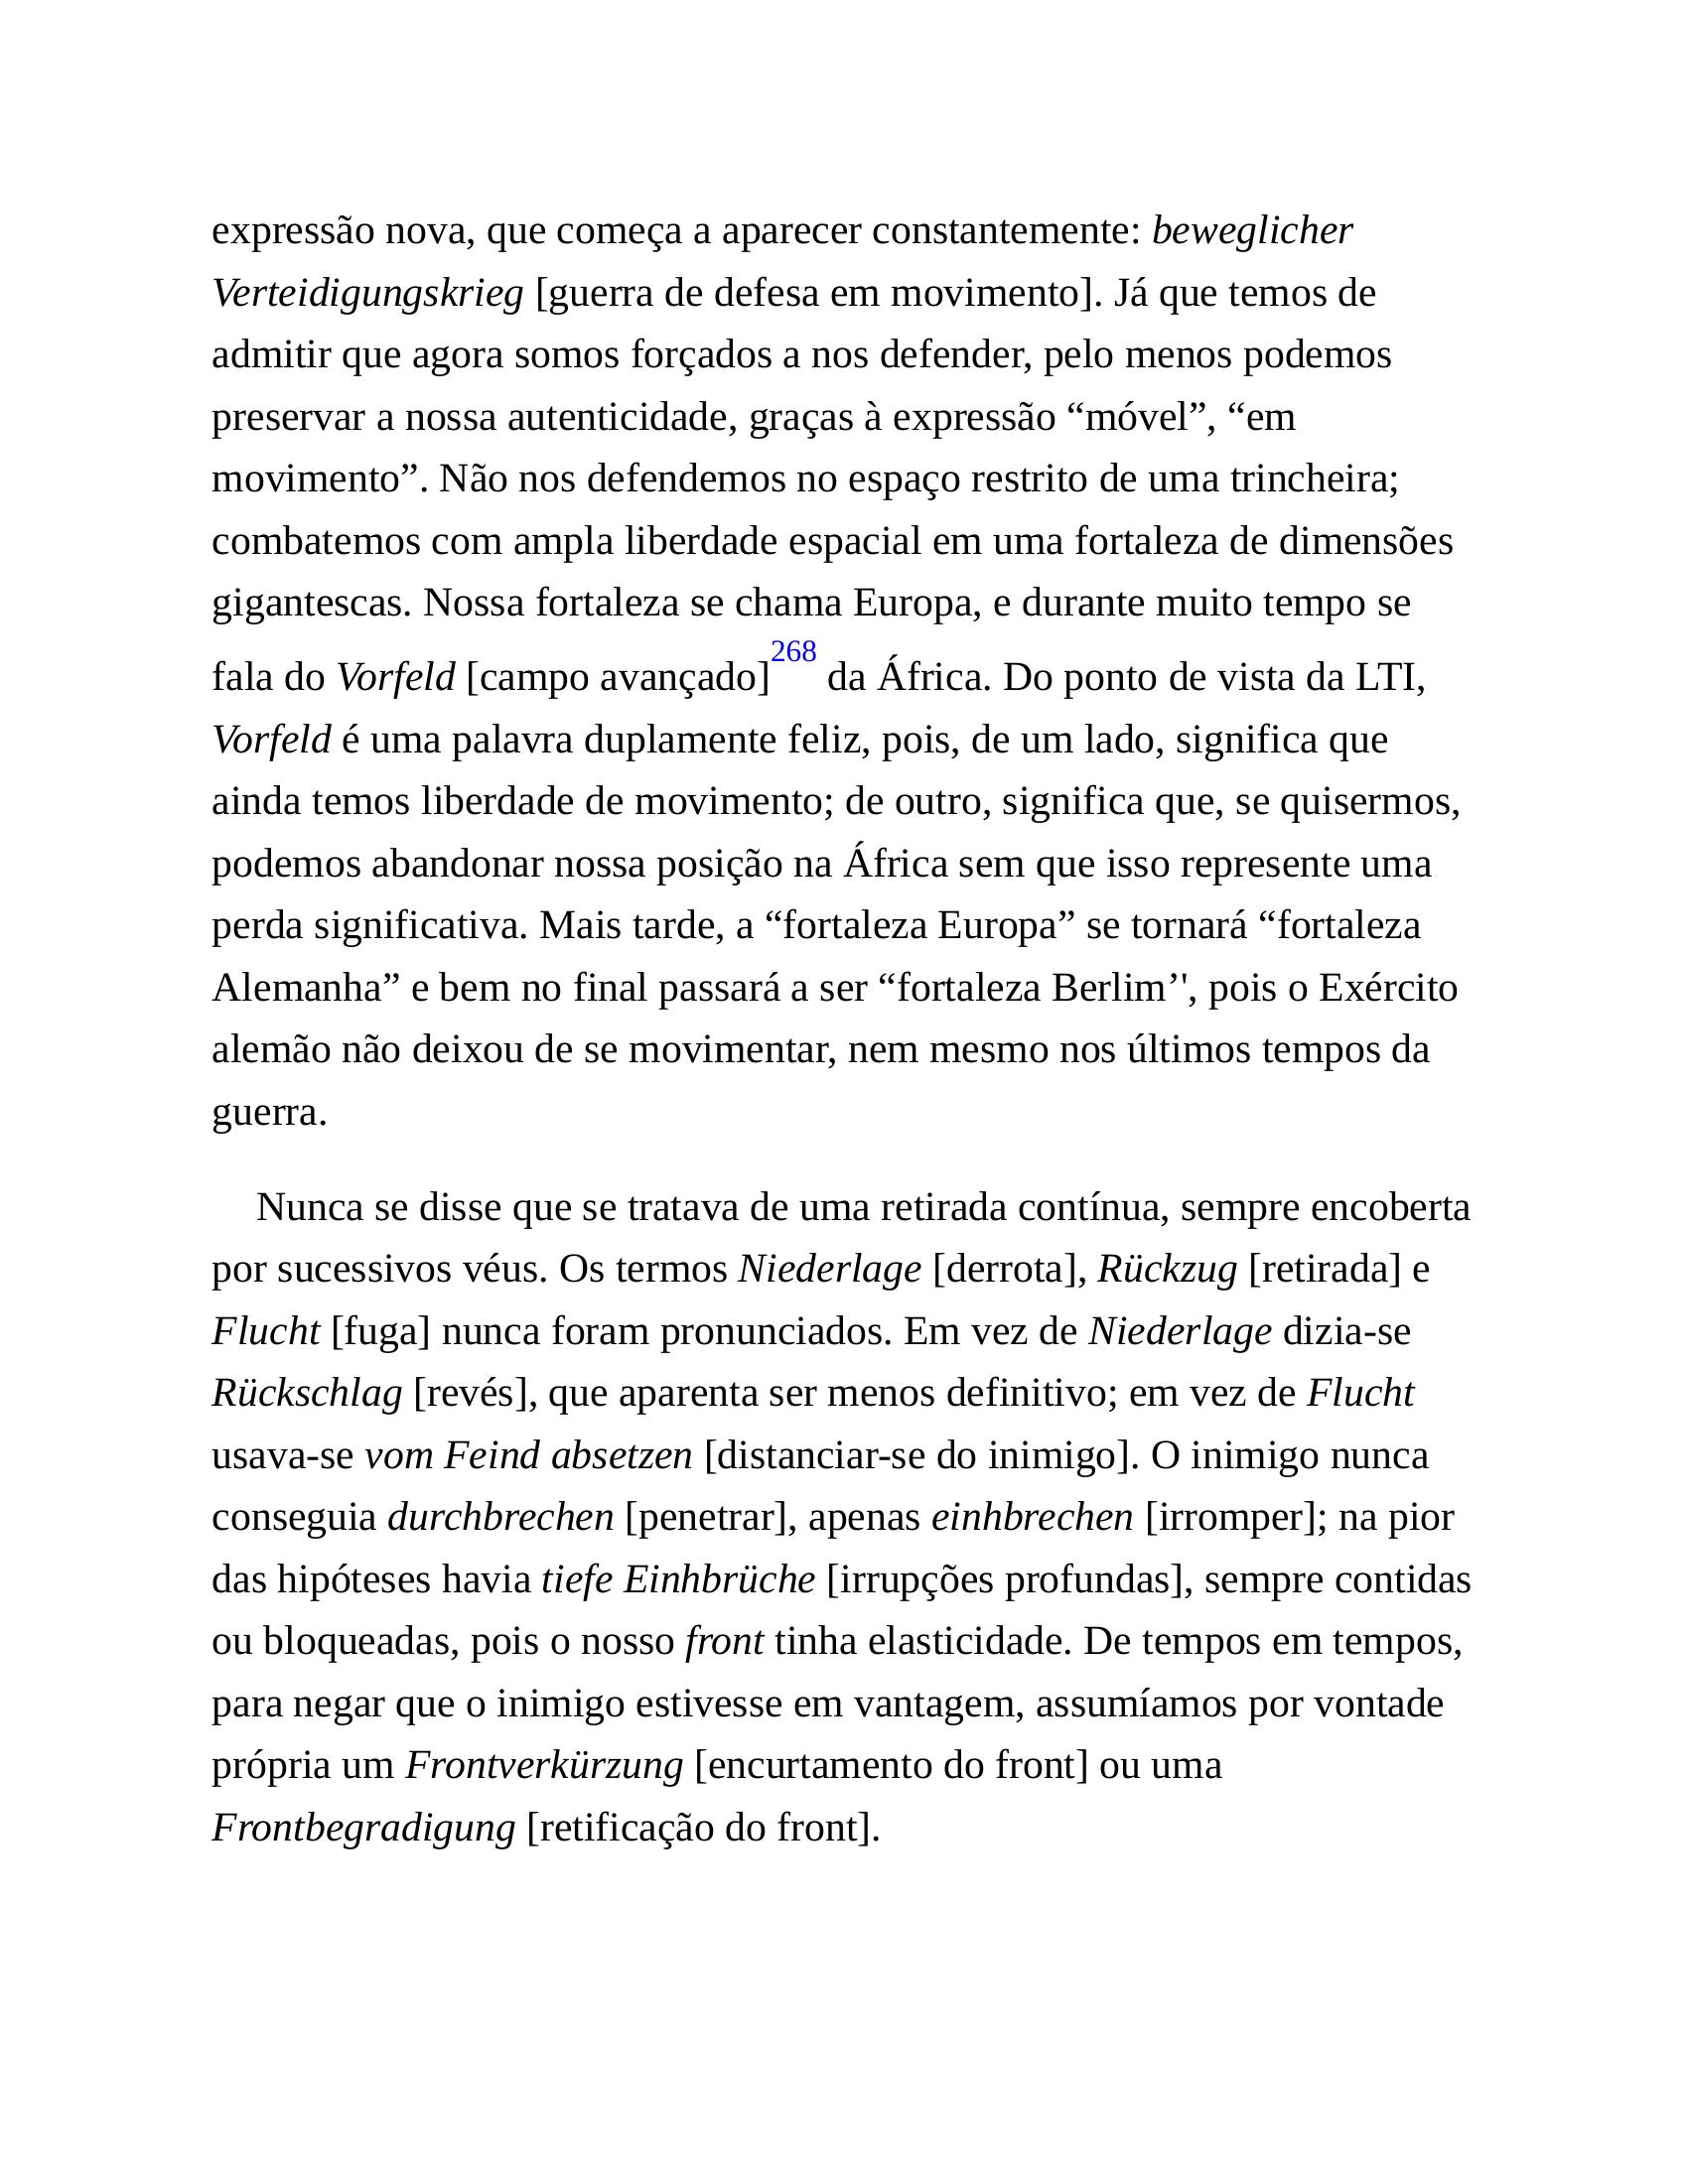 expressão nova, que começa a aparecer constantemente: beweglicher
Verteidigungskrieg [guerra de defesa em movimento]. Já que temos de
admitir que agora somos forçados a nos defender, pelo menos podemos
preservar a nossa autenticidade, graças à expressão “móvel”, “em
movimento”. Não nos defendemos no espaço restrito de uma trincheira;
combatemos com ampla liberdade espacial em uma fortaleza de dimensões
gigantescas. Nossa fortaleza se chama Europa, e durante muito tempo se
fala do Vorfeld [campo avançado]268 da África. Do ponto de vista da LTI,
Vorfeld é uma palavra duplamente feliz, pois, de um lado, significa que
ainda temos liberdade de movimento; de outro, significa que, se quisermos,
podemos abandonar nossa posição na África sem que isso represente uma
perda significativa. Mais tarde, a “fortaleza Europa” se tornará “fortaleza
Alemanha” e bem no final passará a ser “fortaleza Berlim’', pois o Exército
alemão não deixou de se movimentar, nem mesmo nos últimos tempos da
guerra.
Nunca se disse que se tratava de uma retirada contínua, sempre encoberta
por sucessivos véus. Os termos Niederlage [derrota], Rückzug [retirada] e
Flucht [fuga] nunca foram pronunciados. Em vez de Niederlage dizia-se
Rückschlag [revés], que aparenta ser menos definitivo; em vez de Flucht
usava-se vom Feind absetzen [distanciar-se do inimigo]. O inimigo nunca
conseguia durchbrechen [penetrar], apenas einhbrechen [irromper]; na pior
das hipóteses havia tiefe Einhbrüche [irrupções profundas], sempre contidas
ou bloqueadas, pois o nosso front tinha elasticidade. De tempos em tempos,
para negar que o inimigo estivesse em vantagem, assumíamos por vontade
própria um Frontverkürzung [encurtamento do front] ou uma
Frontbegradigung [retificação do front].